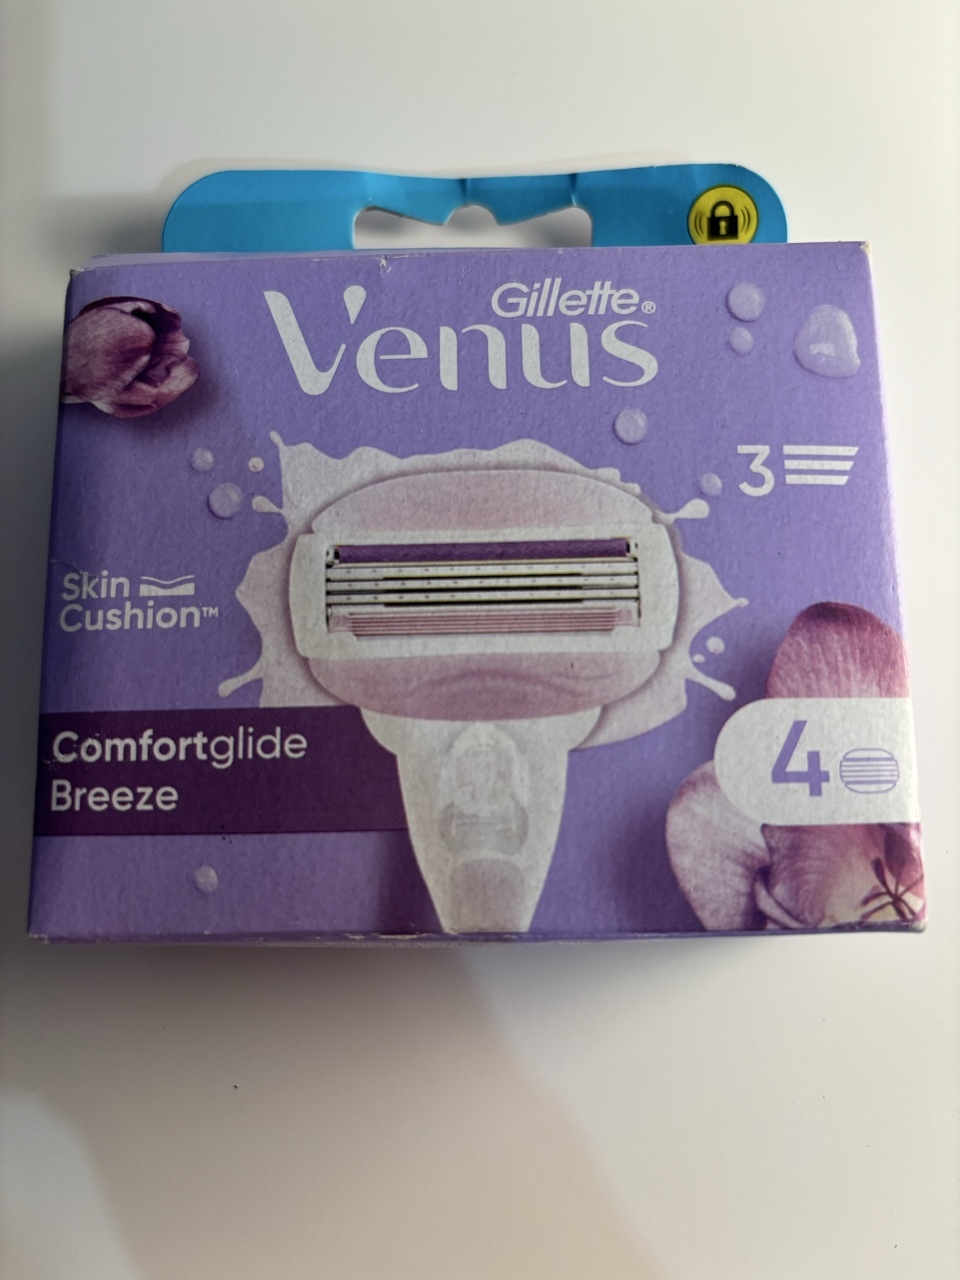 Gillette®
Venus
3
Skin
Cushion™
Comfortglide
Breeze
4